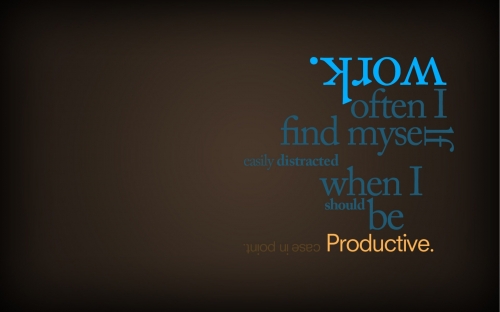 work.
often I
find myself
easily distracted
when I
should be
Productive.
case in point